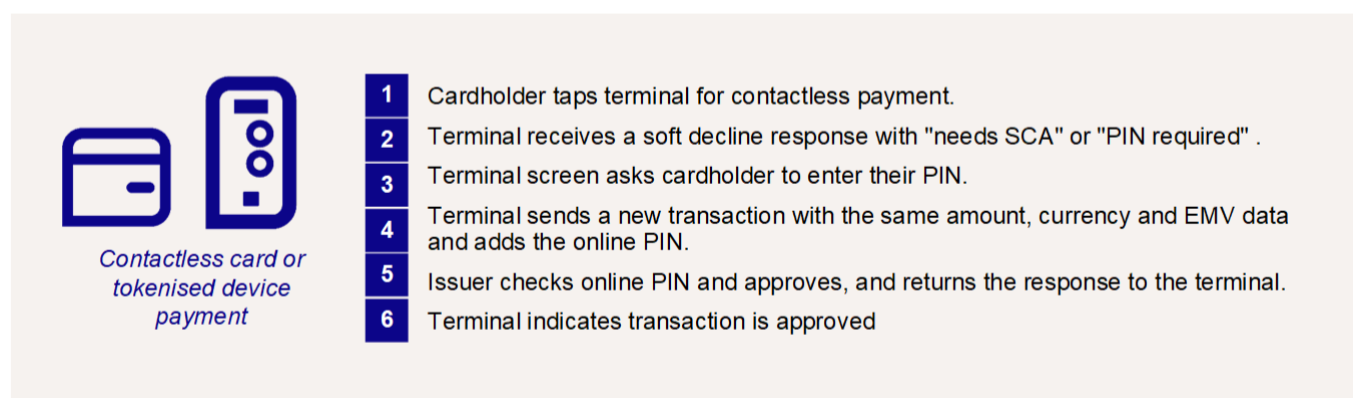 Contactless card or
tokenised device
payment
1 Cardholder taps terminal for contactless payment.
2 Terminal receives a soft decline response with "needs SCA" or "PIN required" .
3 Terminal screen asks cardholder to enter their PIN.
4 Terminal sends a new transaction with the same amount, currency and EMV data
and adds the online PIN.
5 Issuer checks online PIN and approves, and returns the response to the terminal.
6 Terminal indicates transaction is approved